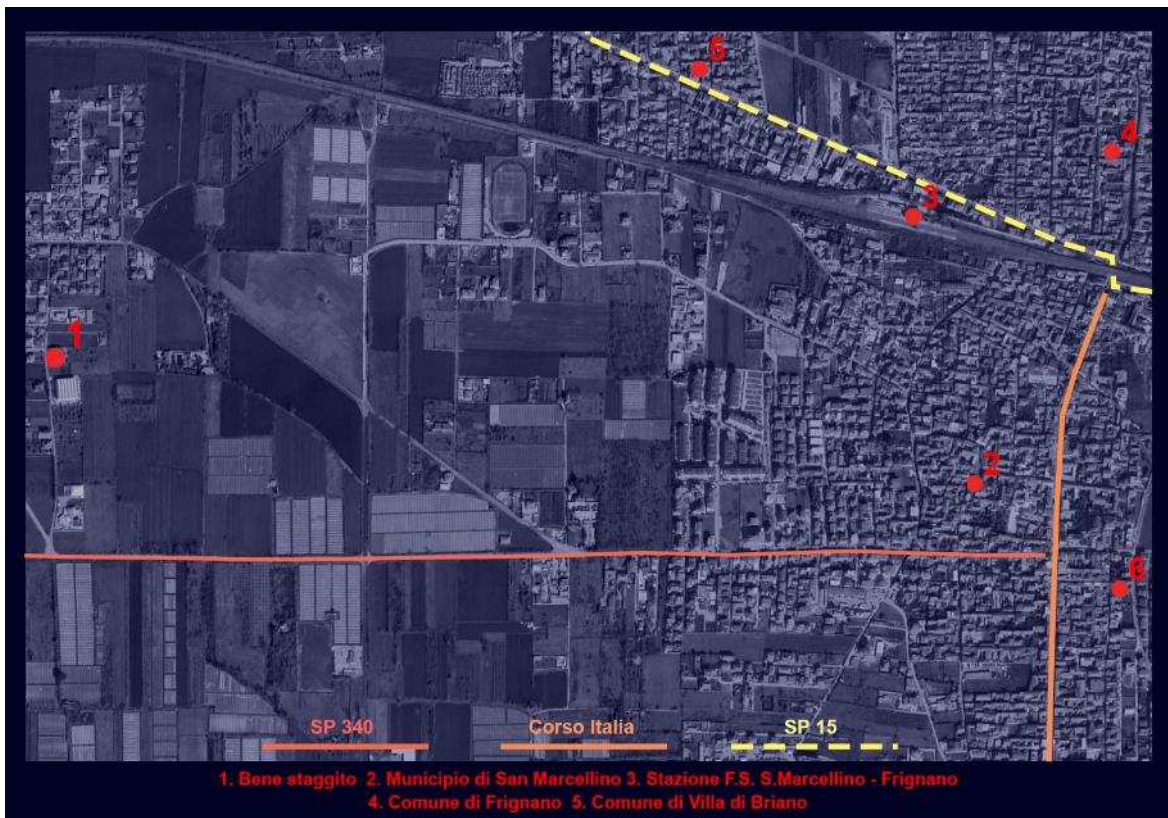 5
4
3
1
2
6
SP 340 Corso Italia SP 15
1. Bene staggito 2. Municipio di San Marcellino 3. Stazione F.S. S.Marcellino - Frignano
4. Comune di Frignano 5. Comune di Villa di Briano